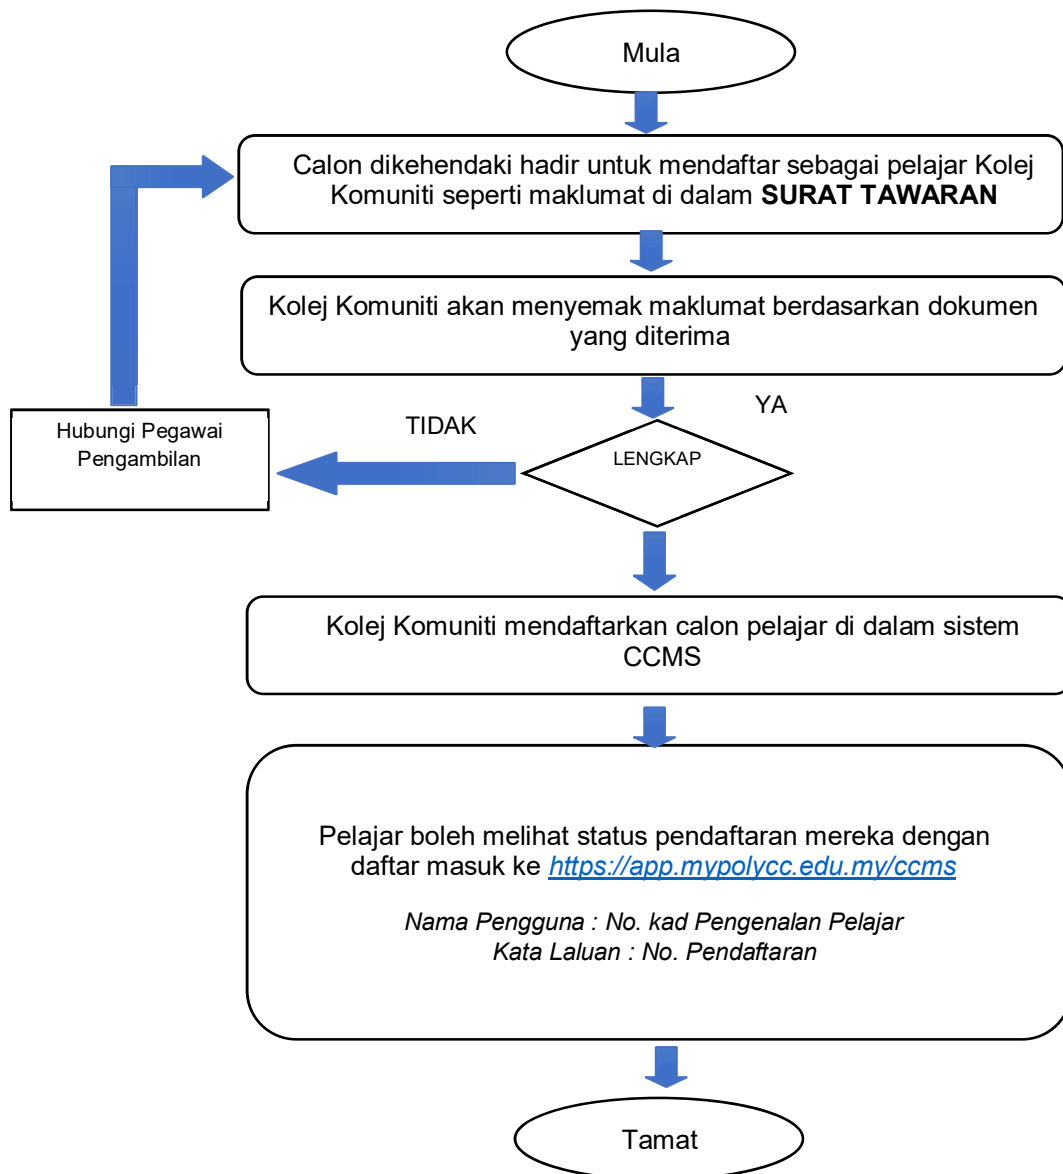 Mula
Calon dikehendaki hadir untuk mendaftar sebagai pelajar Kolej
Komuniti seperti maklumat di dalam SURAT TAWARAN
Kolej Komuniti akan menyemak maklumat berdasarkan dokumen
yang diterima
YA
TIDAK
LENGKAP
Hubungi Pegawai
Pengambilan
Kolej Komuniti mendaftarkan calon pelajar di dalam sistem
CCMS
Pelajar boleh melihat status pendaftaran mereka dengan
daftar masuk ke https://app.mypolycc.edu.my/ccms
Nama Pengguna : No. kad Pengenalan Pelajar
Kata Laluan : No. Pendaftaran
Tamat